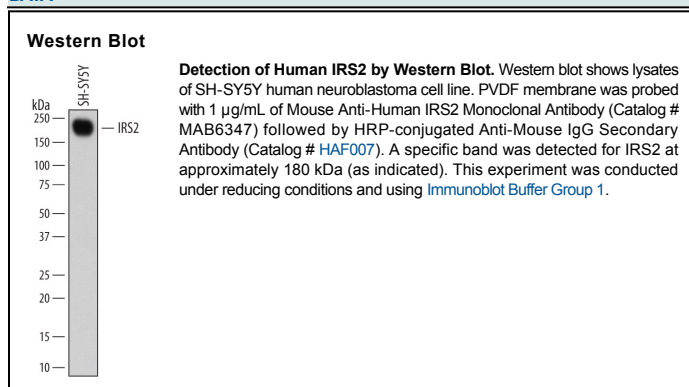 Western Blot
SH-SY5Y
kDa
250
150
100
75
50
37
25
20
15
10
IRS2
Detection of Human IRS2 by Western Blot. Western blot shows lysates
of SH-SY5Y human neuroblastoma cell line. PVDF membrane was probed
with 1 µg/mL of Mouse Anti-Human IRS2 Monoclonal Antibody (Catalog #
MAB6347) followed by HRP-conjugated Anti-Mouse IgG Secondary
Antibody (Catalog # HAF007). A specific band was detected for IRS2 at
approximately 180 kDa (as indicated). This experiment was conducted
under reducing conditions and using Immunoblot Buffer Group 1.